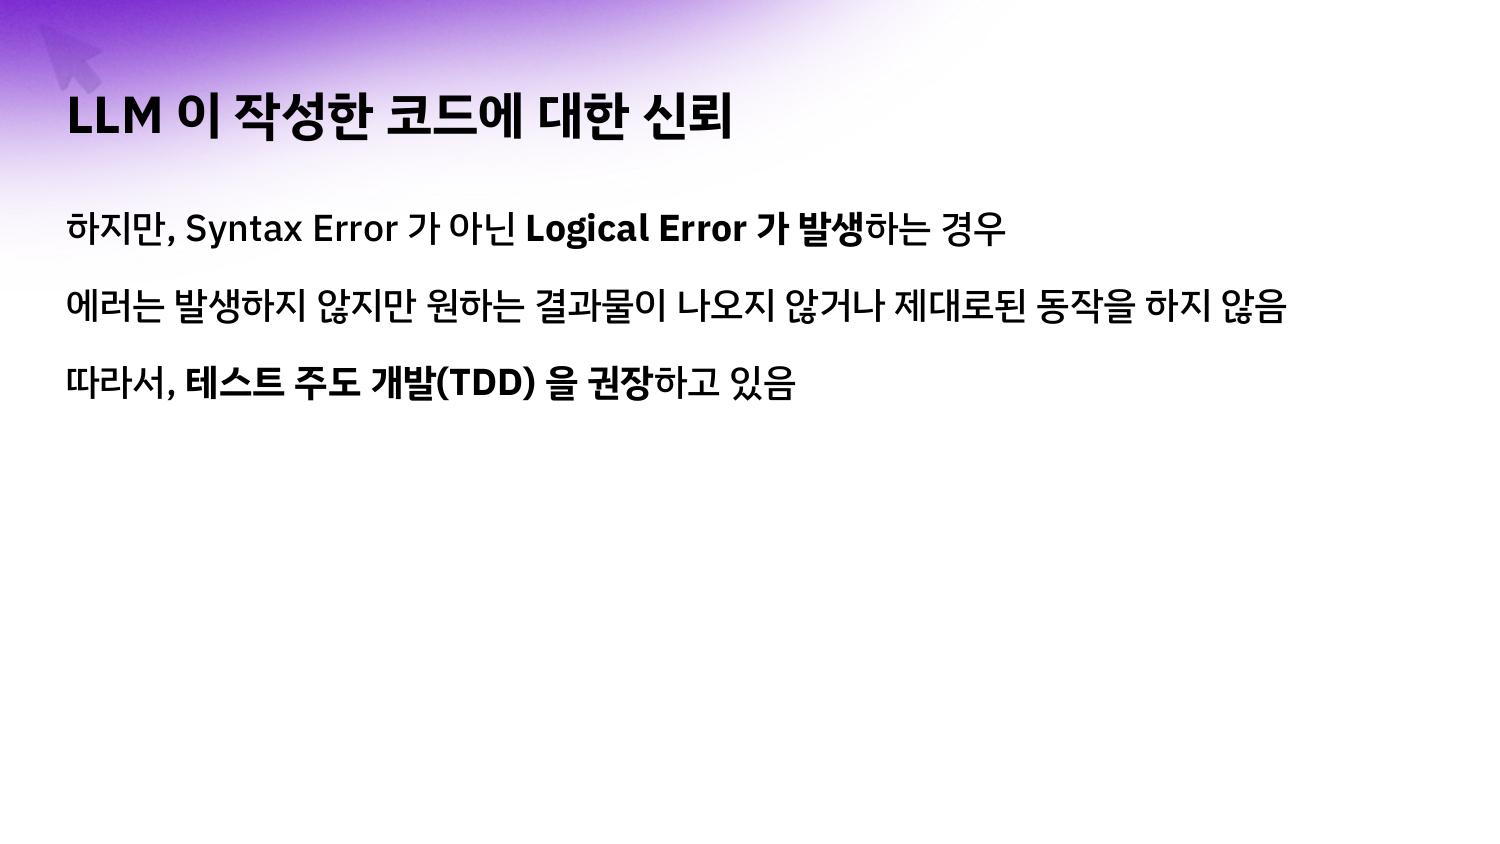 LLM 이 작성한 코드에 대한 신뢰
하지만, Syntax Error 가 아닌 Logical Error 가 발생하는 경우
에러는 발생하지 않지만 원하는 결과물이 나오지 않거나 제대로된 동작을 하지 않음
따라서, 테스트 주도 개발(TDD) 을 권장하고 있음